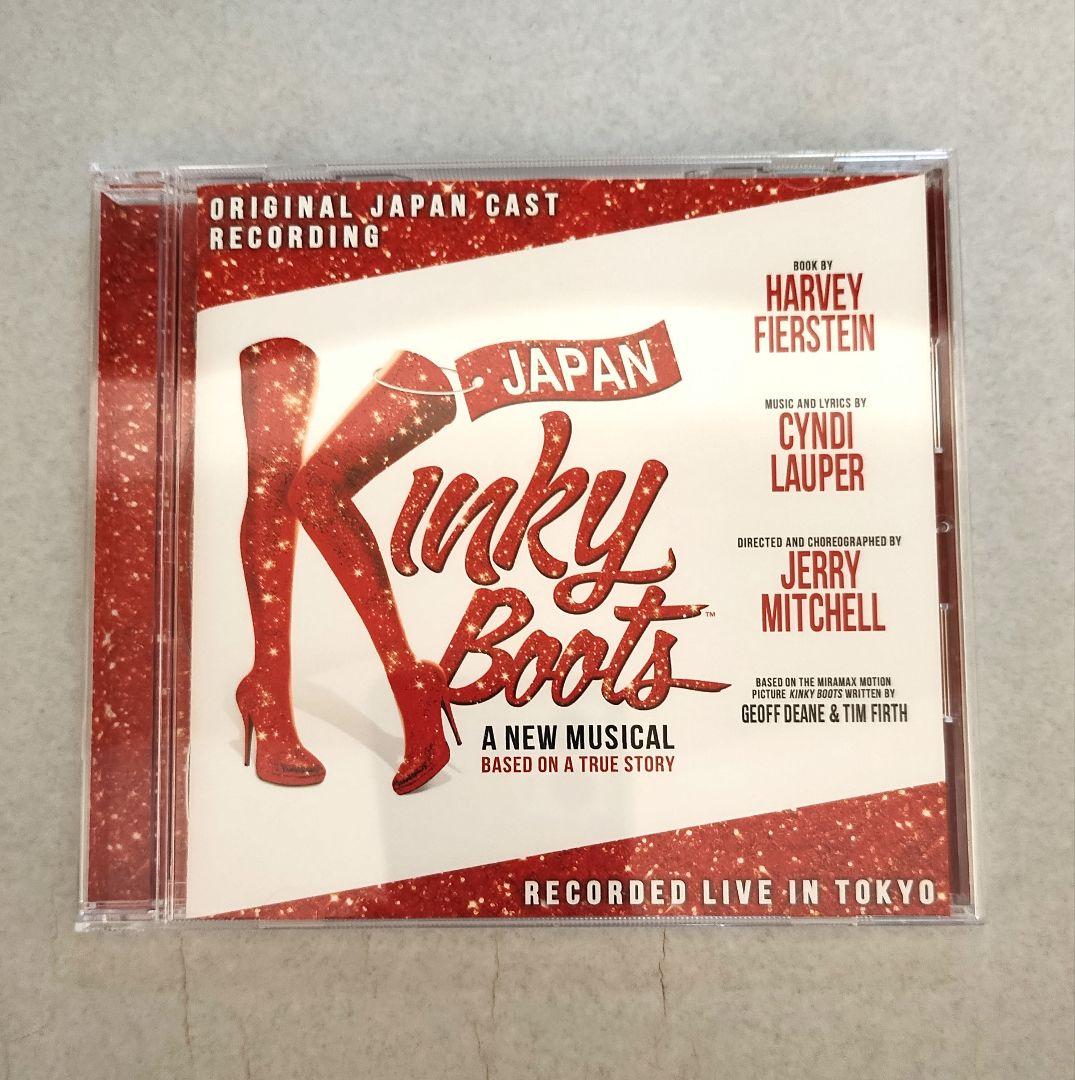 ORIGINAL JAPAN CAST
RECORDING
JAPAN
Kinky
Boots™
A NEW MUSICAL
BASED ON A TRUE STORY
BOOK BY
HARVEY
FIERSTEIN
MUSIC AND LYRICS BY
CYNDI
LAUPER
DIRECTED AND CHOREOGRAPHED BY
JERRY
MITCHELL
BASED ON THE MIRAMAX MOTION
PICTURE KINKY BOOTS WRITTEN BY
GEOFF DEANE & TIM FIRTH
RECORDED LIVE IN TOKYO